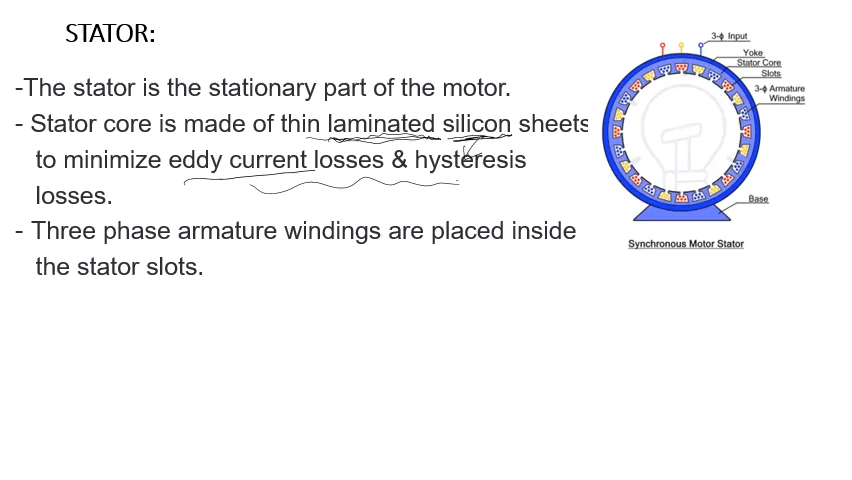 STATOR:
-The stator is the stationary part of the motor.
- Stator core is made of thin laminated silicon sheets
to minimize eddy current losses & hysteresis
losses.
- Three phase armature windings are placed inside
the stator slots.
3-ϕ Input
Yoke
Stator Core
Slots
3-ϕ Armature
Windings
Base
Synchronous Motor Stator